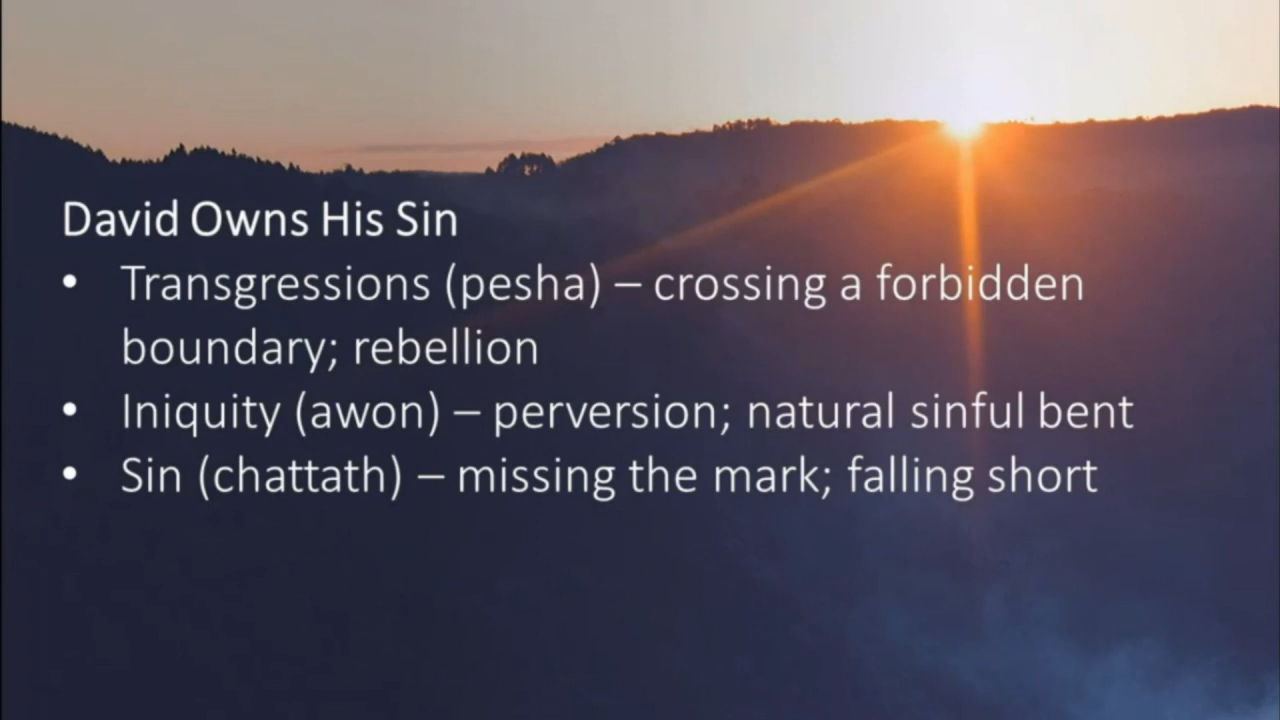 David Owns His Sin
• Transgressions (pesha) – crossing a forbidden
boundary; rebellion
• Iniquity (awon) – perversion; natural sinful bent
• Sin (chattath) – missing the mark; falling short